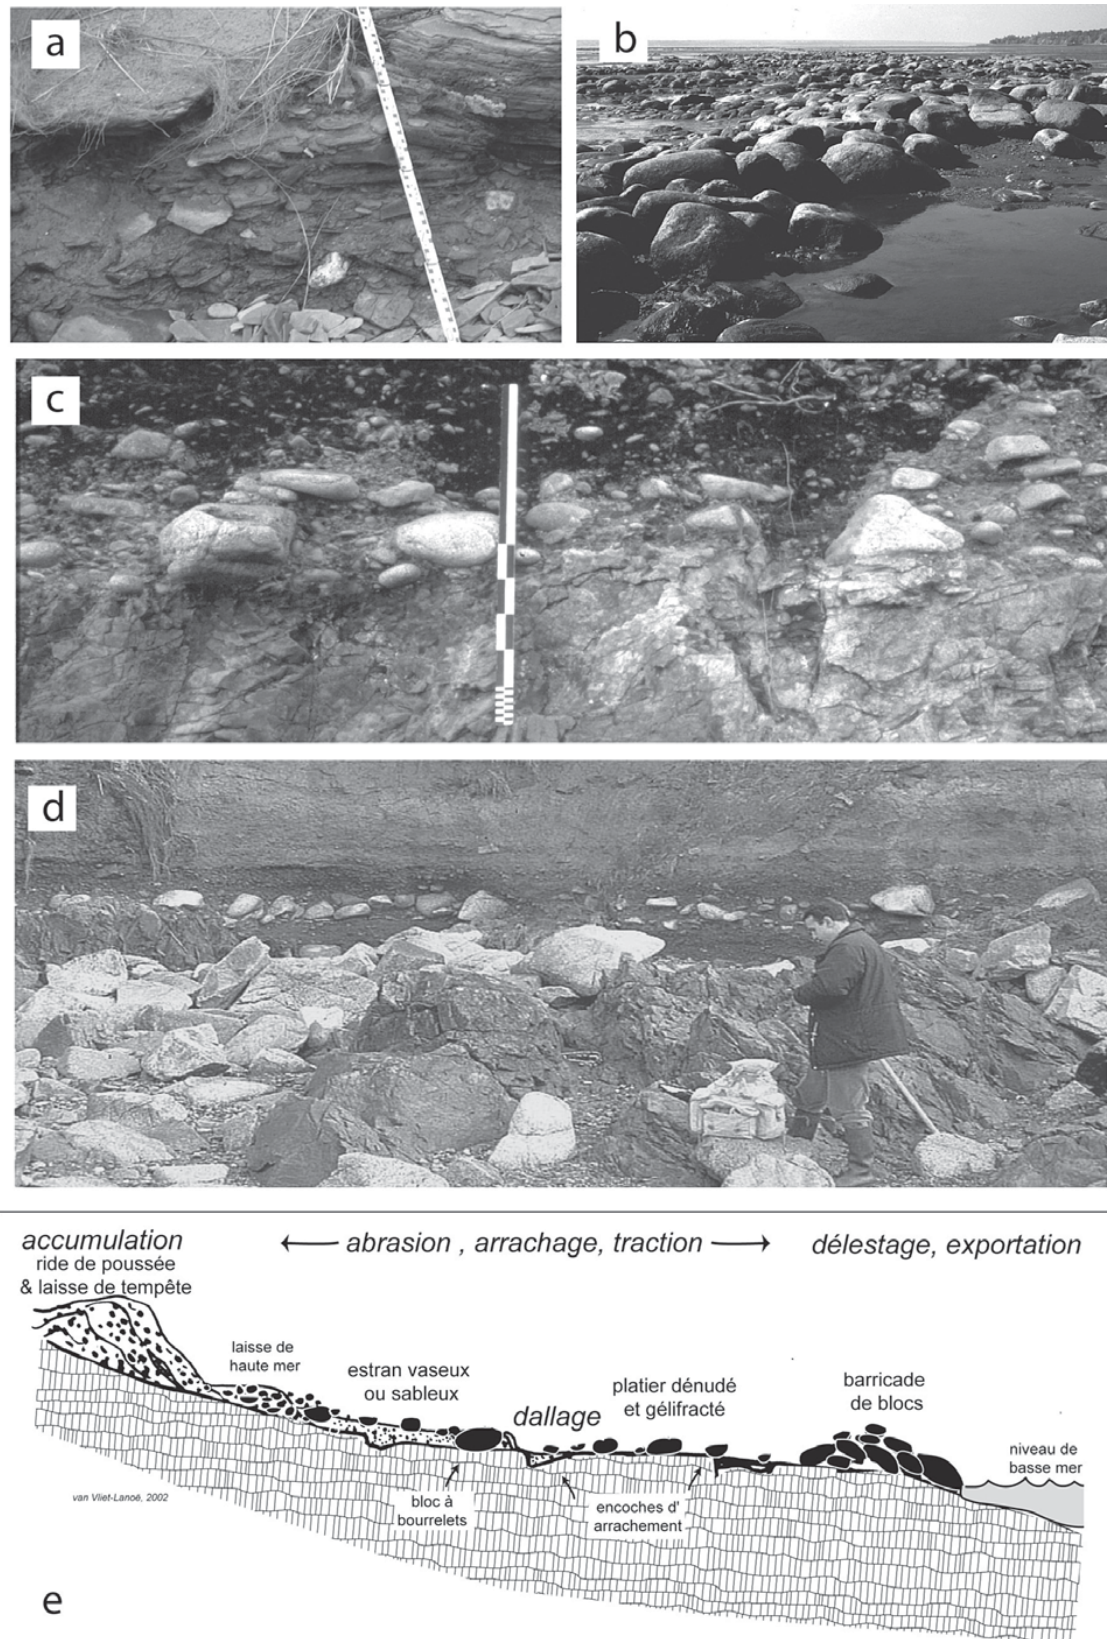 a
b
c
d
accumulation
ride de poussée
& laisse de tempête
← abrasion , arrachage, traction →
délestage, exportation
laisse de
haute mer
estran vaseux
ou sableux
dallage
platier dénudé
et gélifracté
barricade
de blocs
niveau de
basse mer
bloc à
bourrelets
encoches d'
arrachement
van Vliet-Lanoë, 2002
e